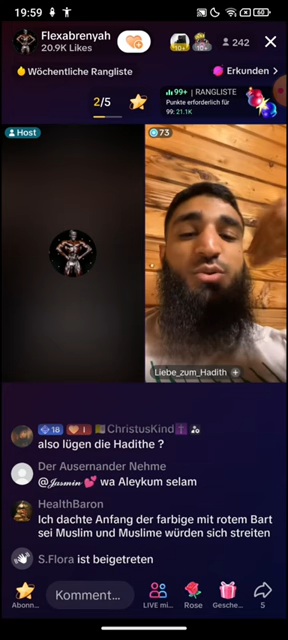 19:59
60
Flexabrenyah
20.9K Likes
10+
10+
242
Wöchentliche Rangliste
Erkunden >
2/5
99+ | RANGLISTE
Punkte erforderlich für
99: 21.1K
Host
73
Liebe_zum_Hadith +
18 I ChristusKind
also lügen die Hadithe ?
Der Ausernander Nehme
@𝒥𝒶𝓈𝓂𝒾𝓃 💕 wa Aleykum selam
HealthBaron
Ich dachte Anfang der farbige mit rotem Bart
sei Muslim und Muslime würden sich streiten
S.Flora ist beigetreten
Komment...
Abonn...
LIVE mi...
Rose
Gesche...
5